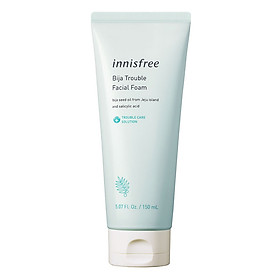 innisfree
Bija Trouble
Facial Foam
Bija seed oil from Jeju Island
and salicylic acid
TROUBLE CARE
SOLUTION
5.07 Fl. Oz. / 150 mL